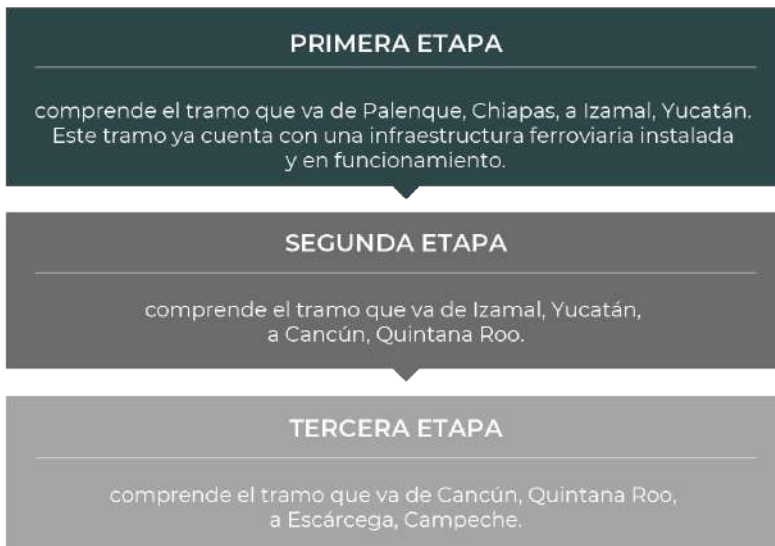 PRIMERA ETAPA
comprende el tramo que va de Palenque, Chiapas, a Izamal, Yucatán.
Este tramo ya cuenta con una infraestructura ferroviaria instalada
y en funcionamiento.
SEGUNDA ETAPA
comprende el tramo que va de Izamal, Yucatán,
a Cancún, Quintana Roo.
TERCERA ETAPA
comprende el tramo que va de Cancún, Quintana Roo,
a Escárcega, Campeche.